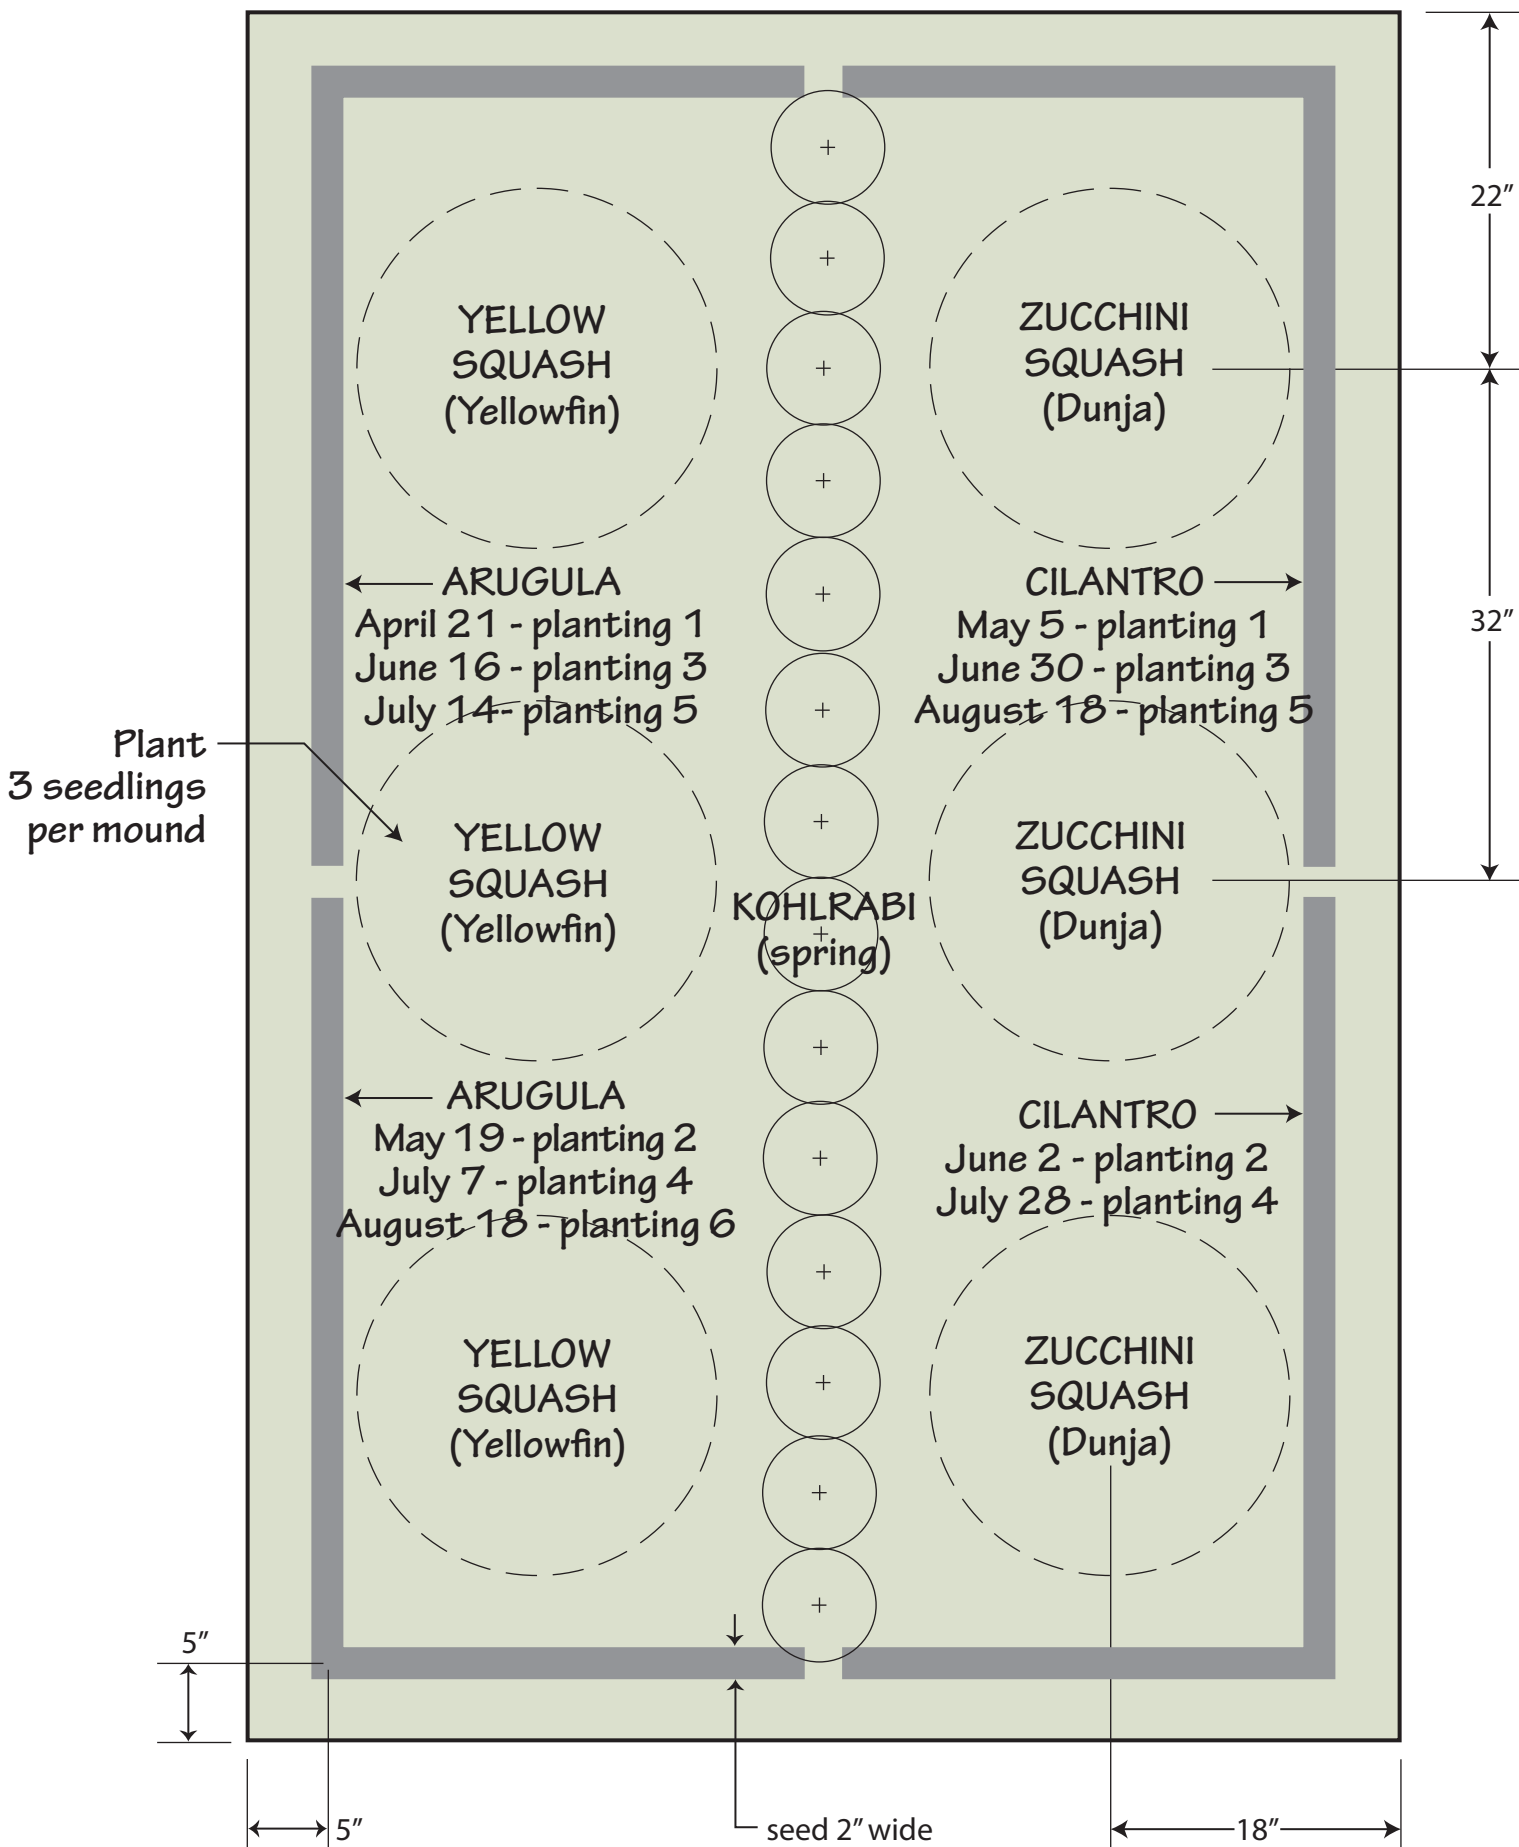 22″
YELLOW
SQUASH
(Yellowfin)
ZUCCHINI
SQUASH
(Dunja)
ARUGULA
April 21 - planting 1
June 16 - planting 3
July 14- planting 5
CILANTRO
May 5 - planting 1
June 30 - planting 3
August 18 - planting 5
32″
Plant
3 seedlings
per mound
YELLOW
SQUASH
(Yellowfin)
KOHLRABI
(spring)
ZUCCHINI
SQUASH
(Dunja)
ARUGULA
May 19 - planting 2
July 7 - planting 4
August 18 - planting 6
CILANTRO
June 2 - planting 2
July 28 - planting 4
YELLOW
SQUASH
(Yellowfin)
ZUCCHINI
SQUASH
(Dunja)
5″
5″
seed 2″ wide
18″